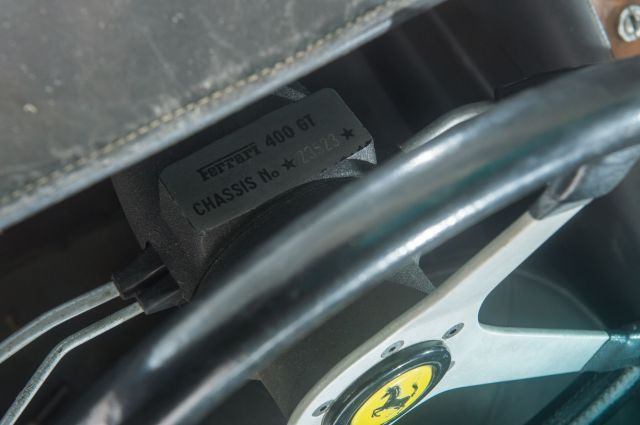 Ferrari 400 GT
CHASSIS No ★23523★